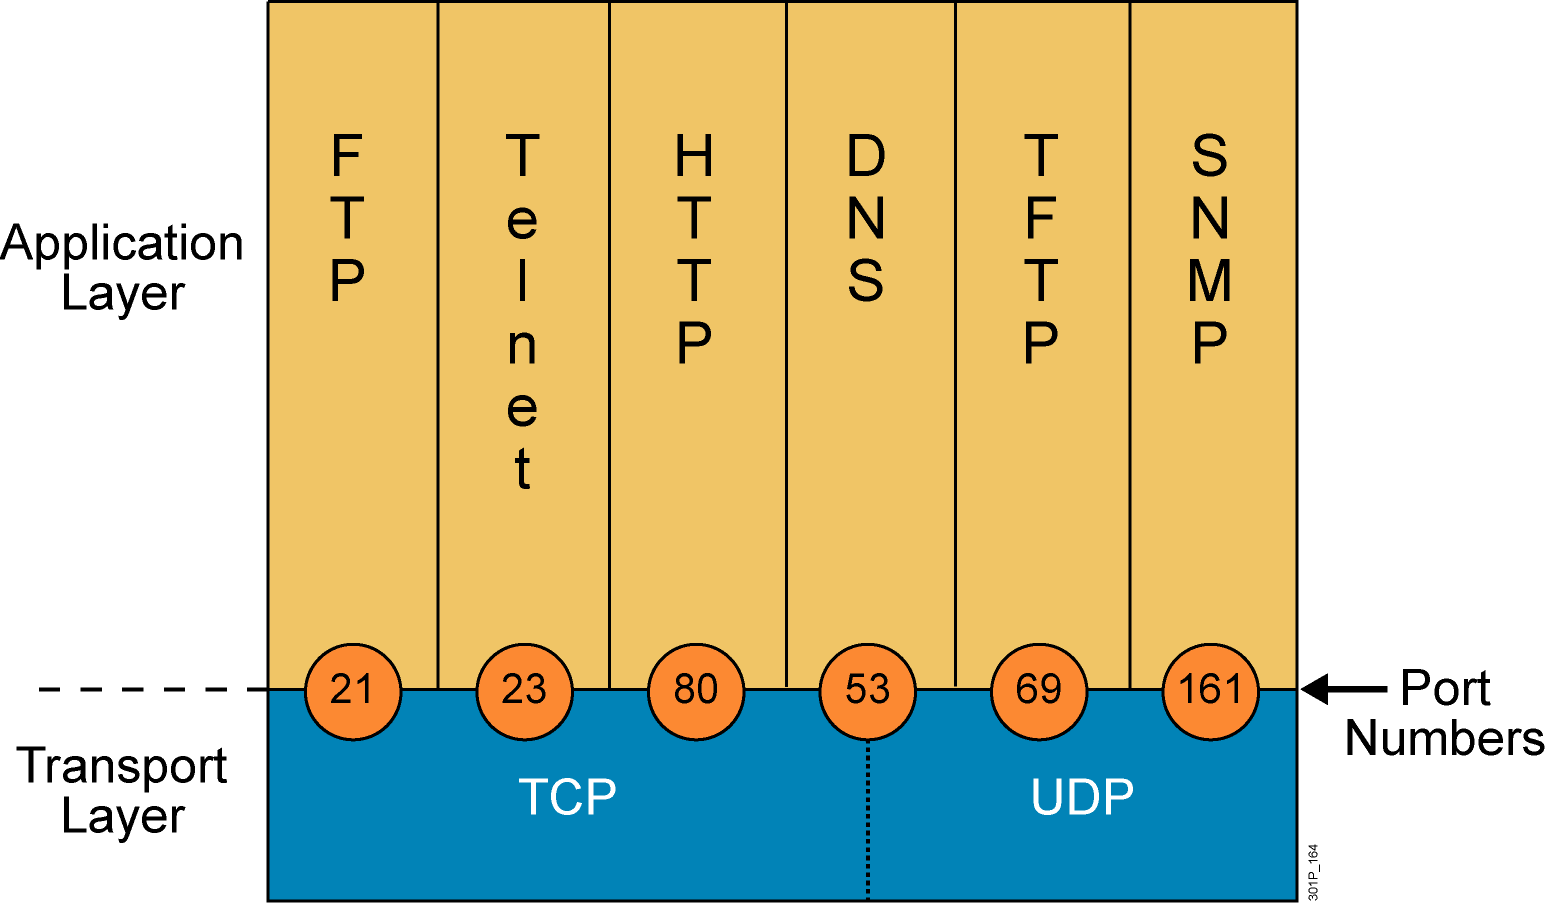 FTP
Telnet
HTTP
DNS
TFTP
SNMP
Application
Layer
21
23
80
53
69
161
Port
Numbers
Transport
Layer
TCP
UDP
301P_164